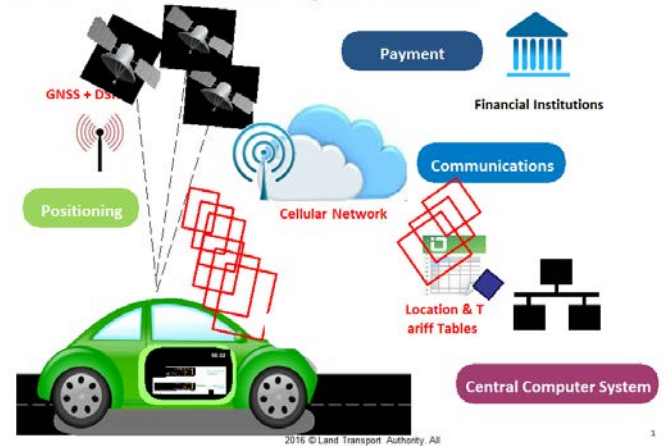 Payment
GNSS + DS
Financial Institutions
Communications
Positioning
Cellular Network
Location & T
ariff Tables
Central Computer System
2016 © Land Transport Authority. All
1